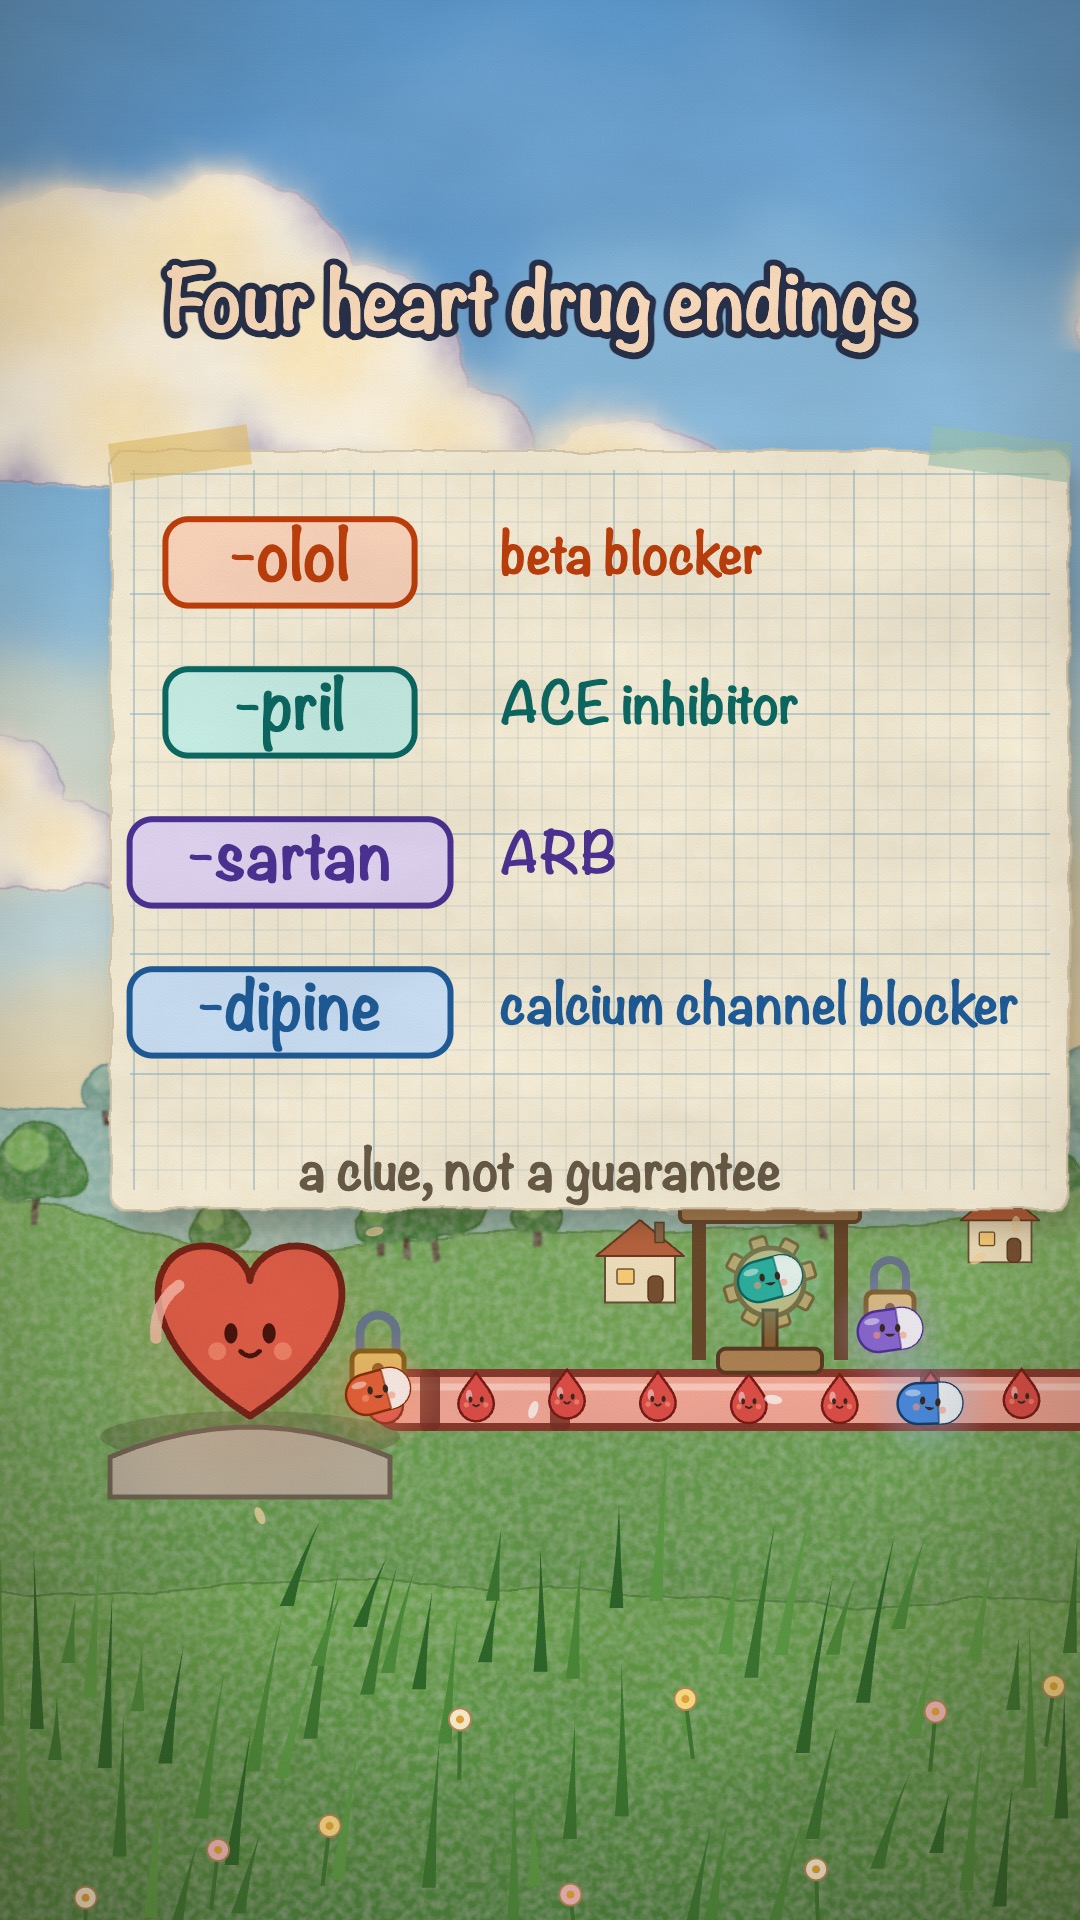 Four heart drug endings
-olol beta blocker
-pril ACE inhibitor
-sartan ARB
-dipine calcium channel blocker
a clue, not a guarantee